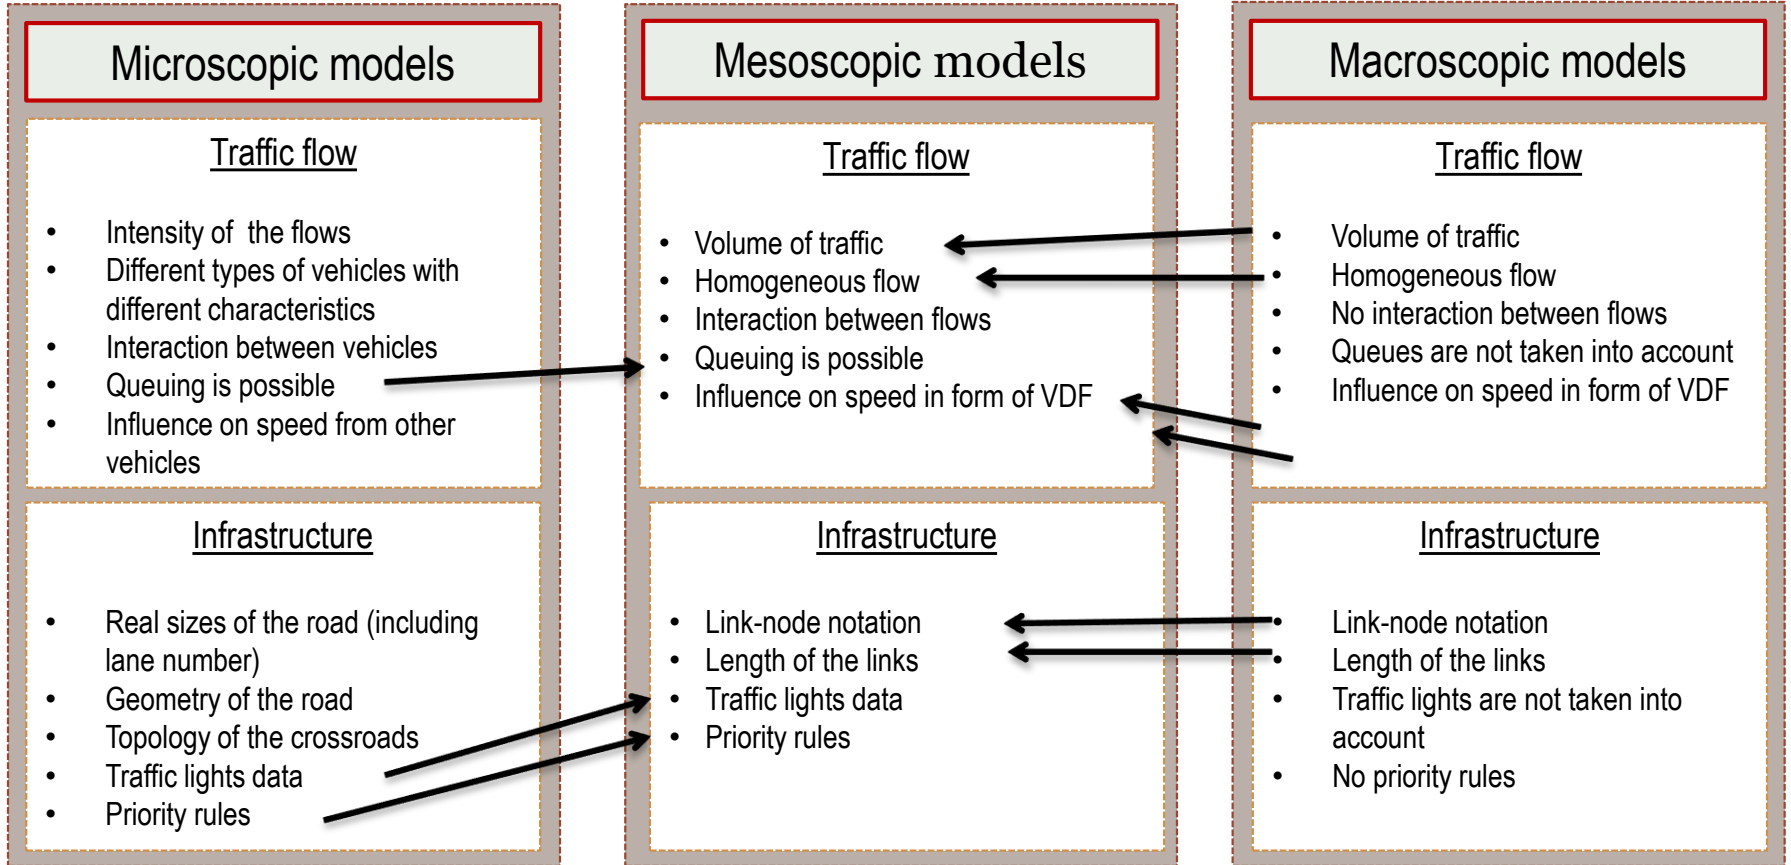 Microscopic models
Traffic flow
• Intensity of the flows
• Different types of vehicles with
different characteristics
• Interaction between vehicles
• Queuing is possible
• Influence on speed from other
vehicles
Infrastructure
• Real sizes of the road (including
lane number)
• Geometry of the road
• Topology of the crossroads
• Traffic lights data
• Priority rules
Mesoscopic models
Traffic flow
• Volume of traffic
• Homogeneous flow
• Interaction between flows
• Queuing is possible
• Influence on speed in form of VDF
Infrastructure
• Link-node notation
• Length of the links
• Traffic lights data
• Priority rules
Macroscopic models
Traffic flow
• Volume of traffic
• Homogeneous flow
• No interaction between flows
• Queues are not taken into account
• Influence on speed in form of VDF
Infrastructure
• Link-node notation
• Length of the links
• Traffic lights are not taken into
account
• No priority rules